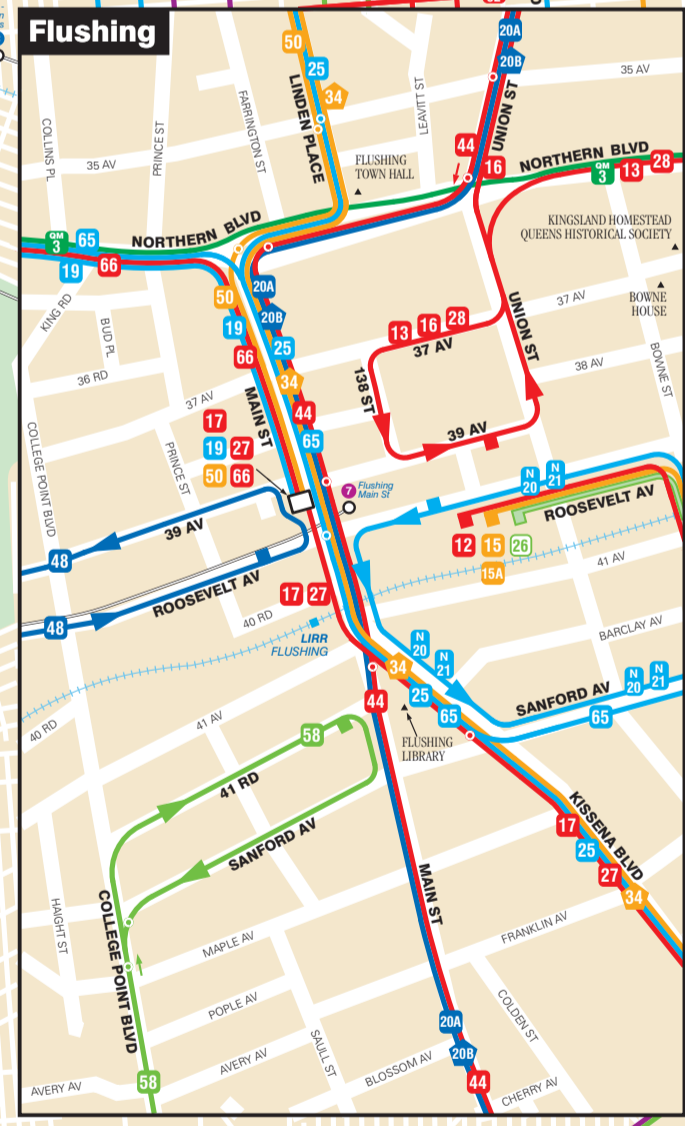 Flushing
50
25
34
LINDEN PLACE
20A
20B
UNION ST
35 AV
LEAVITT ST
FARRINGTON ST
PRINCE ST
COLLINS PL
35 AV
44
16
NORTHERN BLVD
QM
3
13
28
FLUSHING
TOWN HALL
KINGSLAND HOMESTEAD
QUEENS HISTORICAL SOCIETY
NORTHERN BLVD
QM
3
65
19
66
BOWNE
HOUSE
37 AV
UNION ST
38 AV
BOWNE ST
KING RD
BUD PL
36 RD
37 AV
50
19
66
MAIN ST
20A
20B
25
34
44
65
13
16
28
37 AV
138 ST
39 AV
17
19
27
50
66
PRINCE ST
COLLEGE POINT BLVD
7
Flushing
Main St
N
20
N
21
ROOSEVELT AV
12
15
26
15A
41 AV
39 AV
48
ROOSEVELT AV
48
17
27
40 RD
LIRR
FLUSHING
BARCLAY AV
N
20
N
21
34
25
65
SANFORD AV
N
20
N
21
65
44
FLUSHING
LIBRARY
40 RD
41 AV
58
41 RD
SANFORD AV
KISSENA BLVD
17
25
27
34
MAIN ST
COLLEGE POINT BLVD
HAIGHT ST
MAPLE AV
FRANKLIN AV
POPLE AV
COLDEN ST
SAULL ST
AVERY AV
BLOSSOM AV
CHERRY AV
AVERY AV
58
20A
20B
44